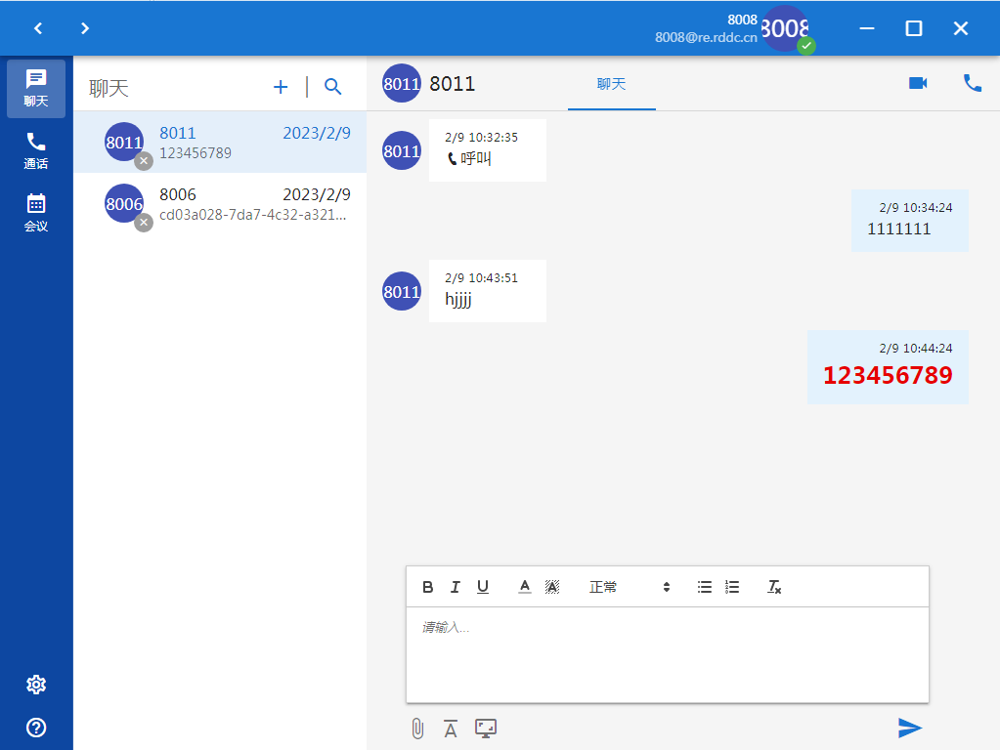 8008
8008@re.rddc.cn
8008
聊天
通话
会议
聊天
8011
8011
2023/2/9
123456789
8006
8006
2023/2/9
cd03a028-7da7-4c32-a321...
8011
8011
聊天
8011
2/9 10:32:35
呼叫
2/9 10:34:24
1111111
8011
2/9 10:43:51
hjjjj
2/9 10:44:24
123456789
B I U A A 正常
请输入...